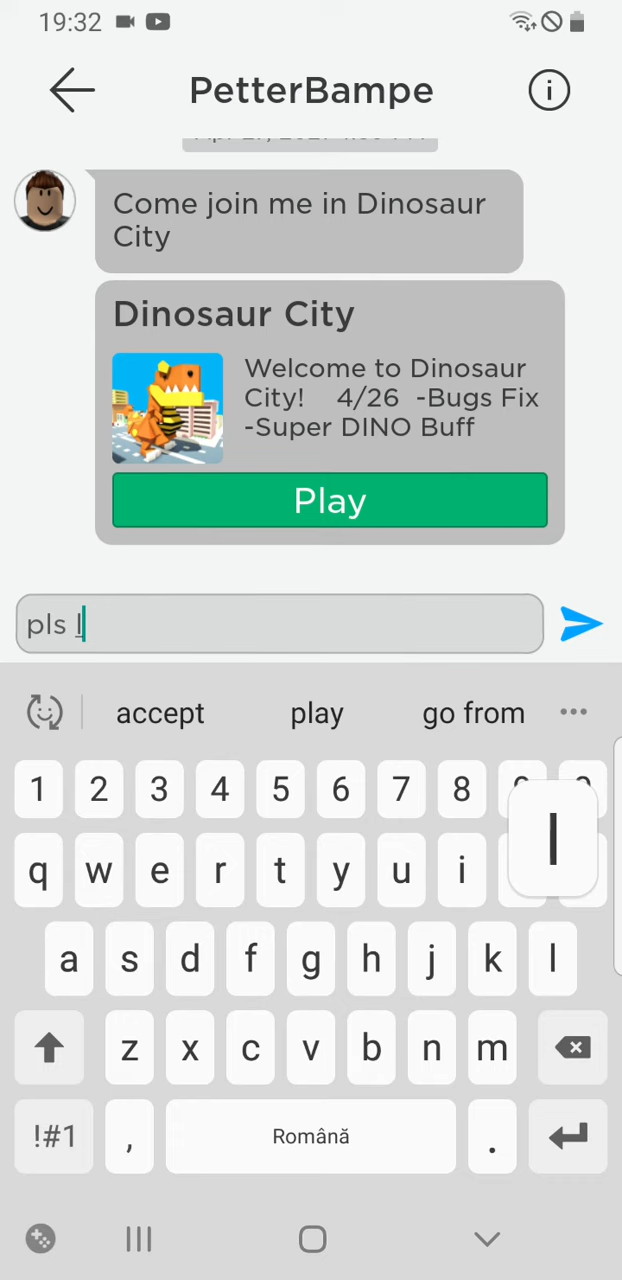 19:32
PetterBampe
Come join me in Dinosaur
City
Dinosaur City
Welcome to Dinosaur
City! 4/26 -Bugs Fix
-Super DINO Buff
Play
pls l
accept play go from
1 2 3 4 5 6 7 8
l
q w e r t y u i
a s d f g h j k l
z x c v b n m
!#1 , Română .